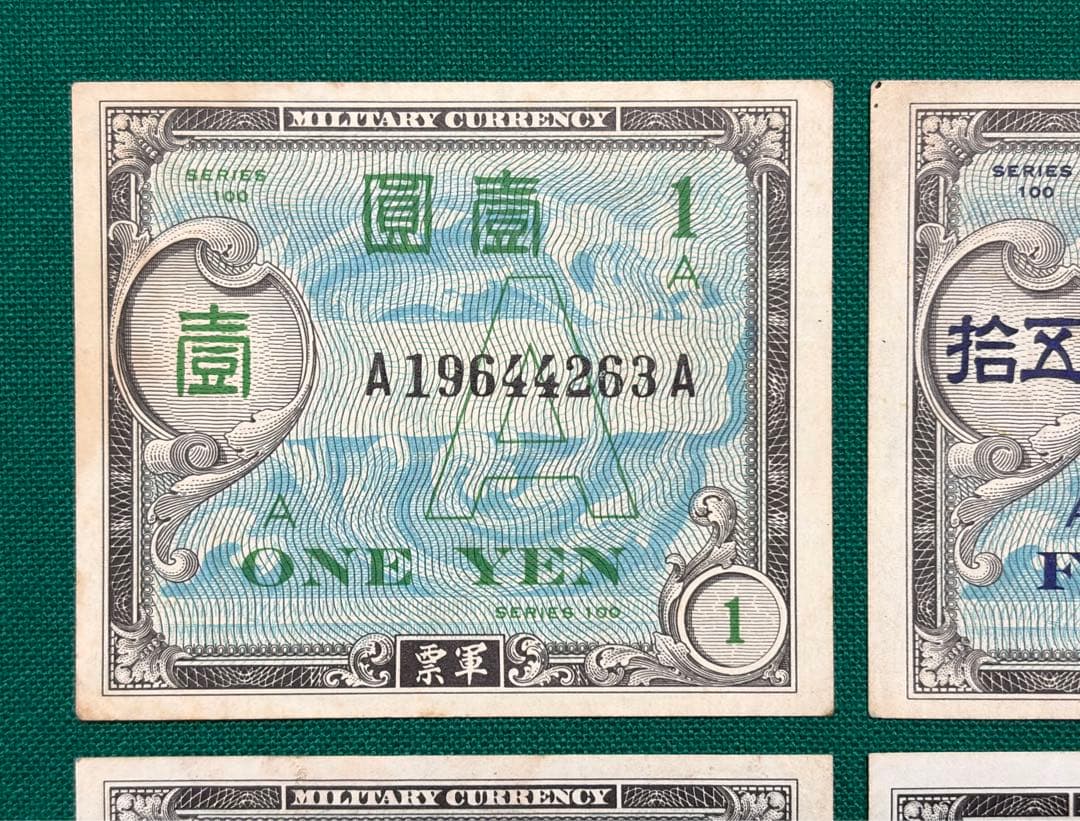 MILITARY CURRENCY
SERIES
100
圓壹
1
A
壹
A
A19644263A
A
ONE YEN
SERIES 100
1
票軍
SERIES
100
拾五
MILITARY CURRENCY